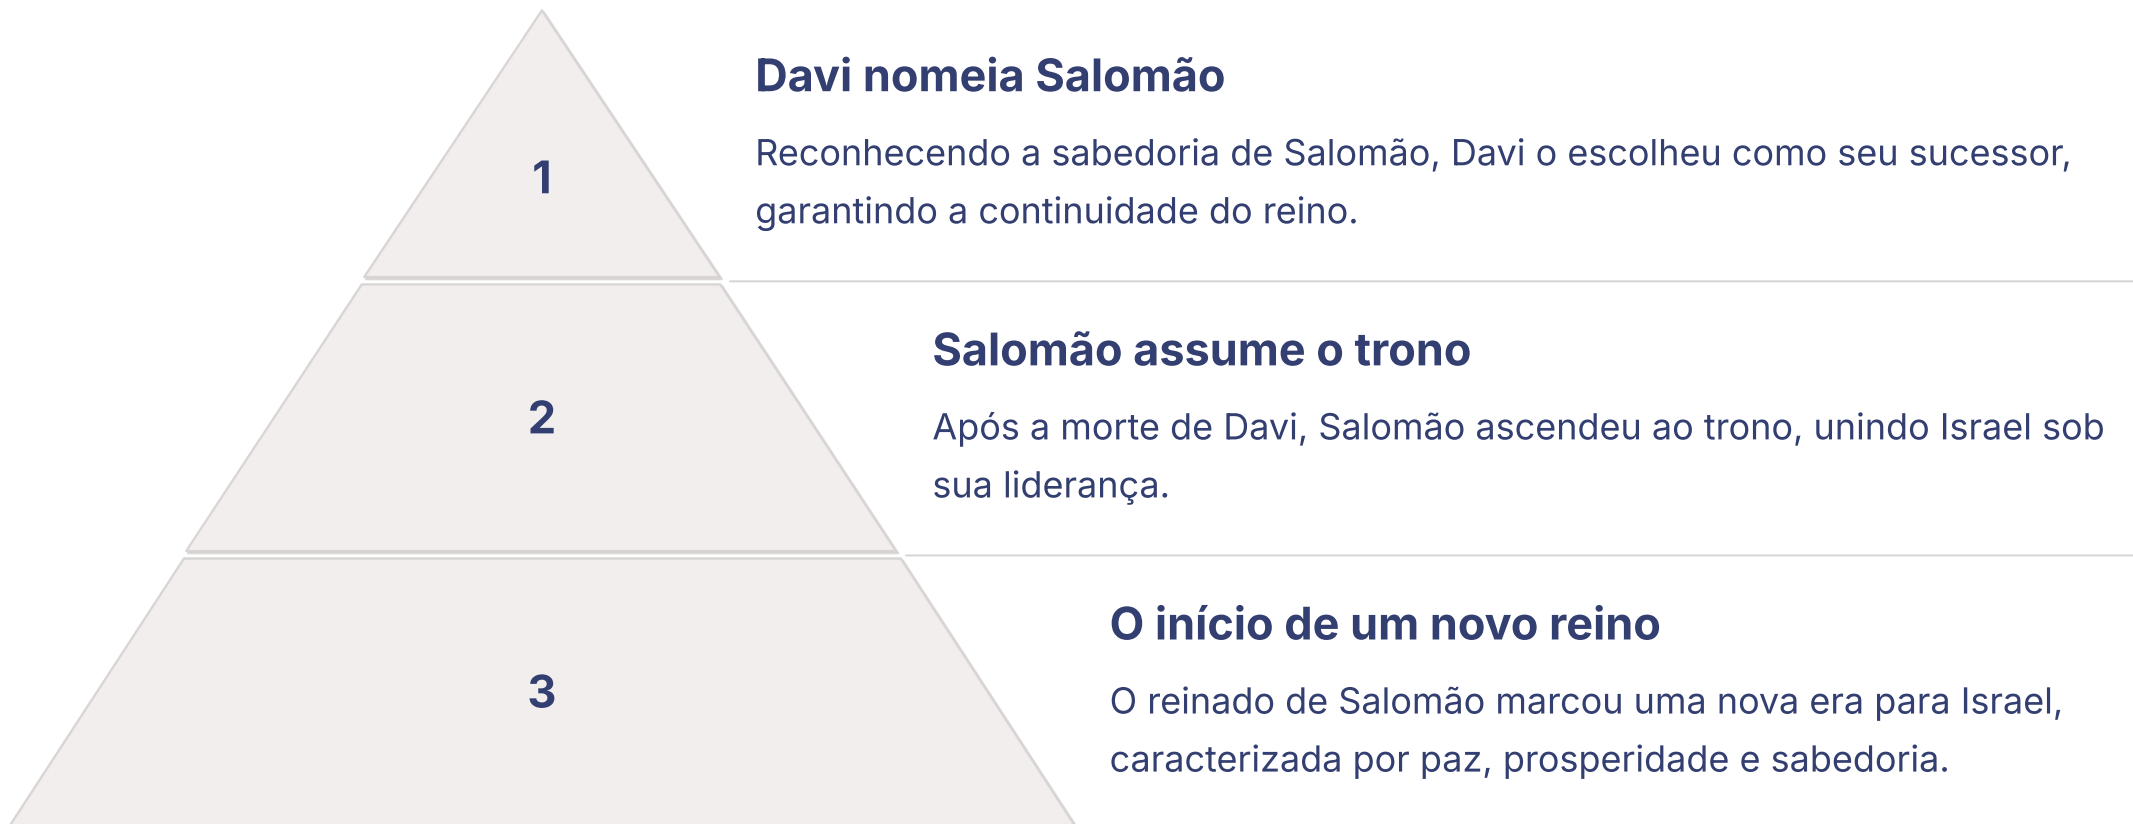 1
Davi nomeia Salomão
Reconhecendo a sabedoria de Salomão, Davi o escolheu como seu sucessor,
garantindo a continuidade do reino.
2
Salomão assume o trono
Após a morte de Davi, Salomão ascendeu ao trono, unindo Israel sob
sua liderança.
3
O início de um novo reino
O reinado de Salomão marcou uma nova era para Israel,
caracterizada por paz, prosperidade e sabedoria.